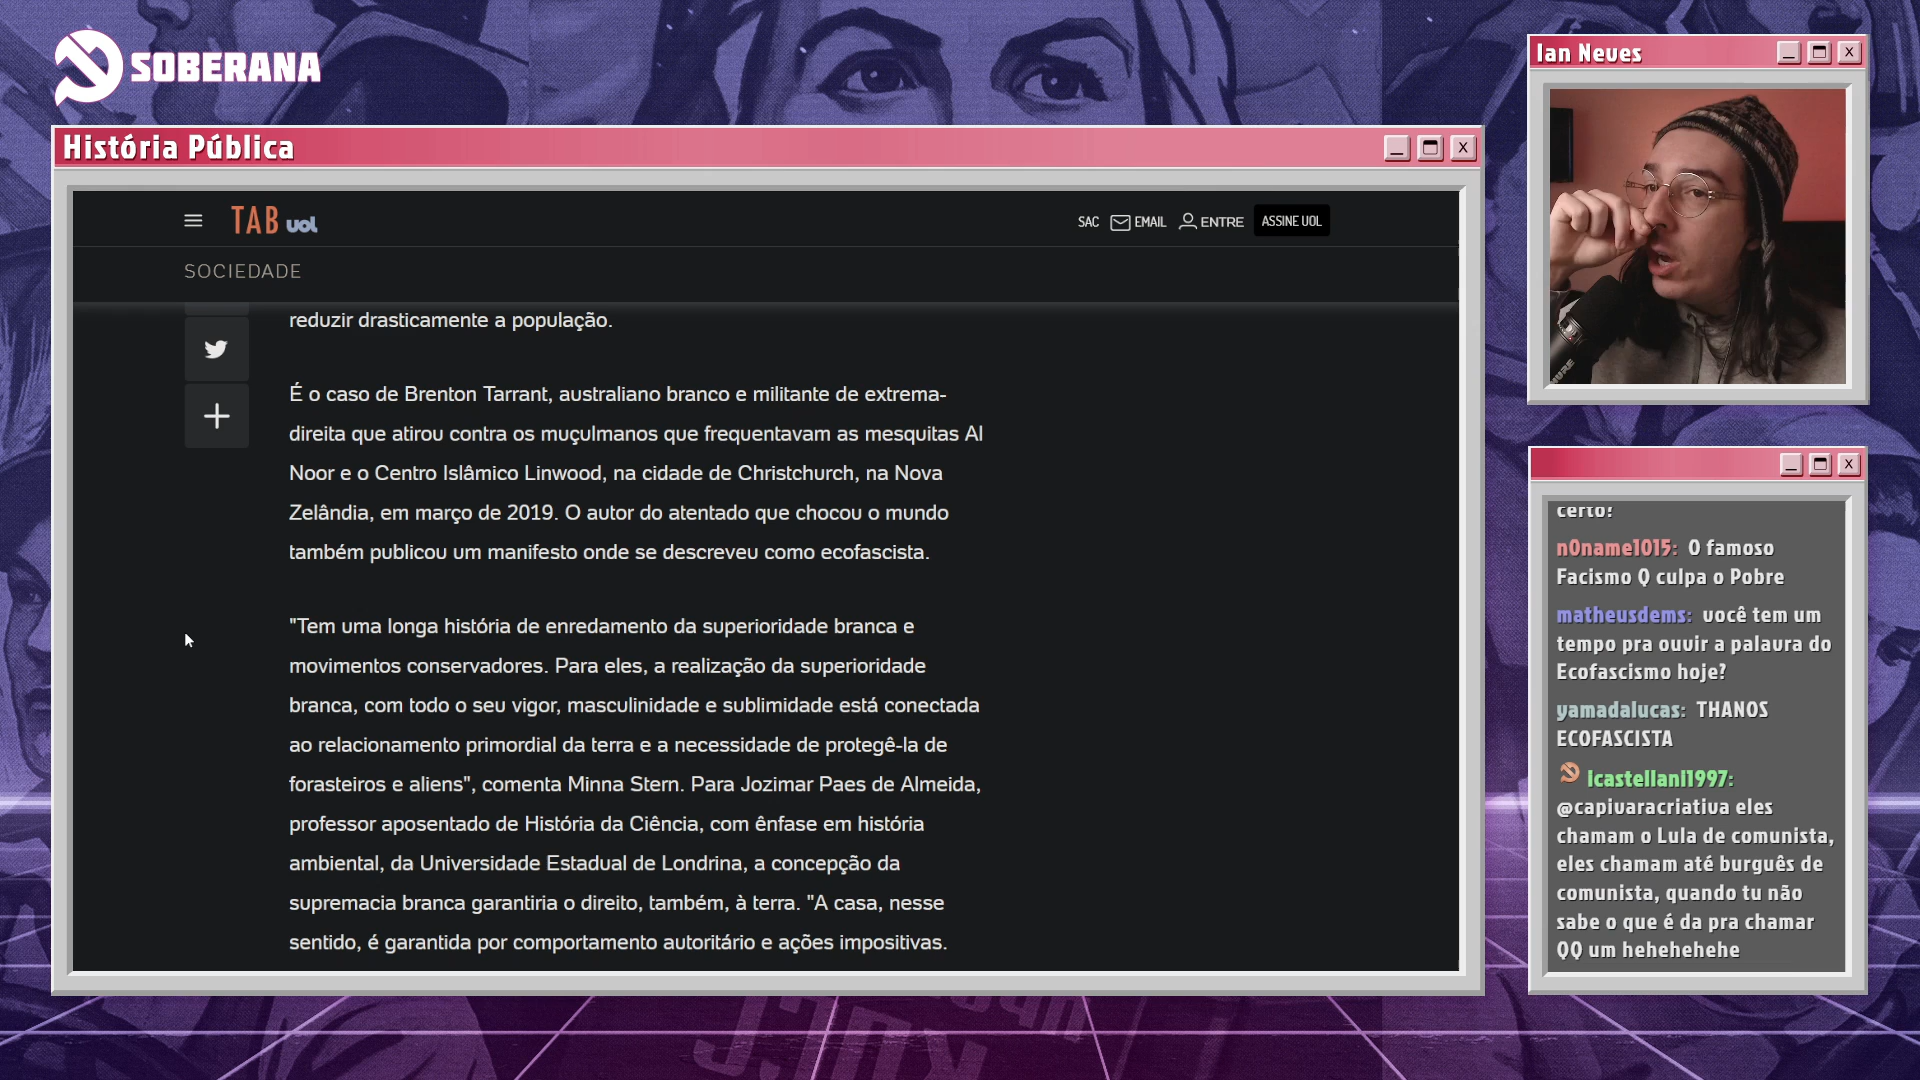 SOBERANA
História Pública
TAB uol
SAC EMAIL ENTRE ASSINE UOL
SOCIEDADE
reduzir drasticamente a população.
É o caso de Brenton Tarrant, australiano branco e militante de extrema-
direita que atirou contra os muçulmanos que frequentavam as mesquitas Al
Noor e o Centro Islâmico Linwood, na cidade de Christchurch, na Nova
Zelândia, em março de 2019. O autor do atentado que chocou o mundo
também publicou um manifesto onde se descreveu como ecofascista.
"Tem uma longa história de enredamento da superioridade branca e
movimentos conservadores. Para eles, a realização da superioridade
branca, com todo o seu vigor, masculinidade e sublimidade está conectada
ao relacionamento primordial da terra e a necessidade de protegê-la de
forasteiros e aliens", comenta Minna Stern. Para Jozimar Paes de Almeida,
professor aposentado de História da Ciência, com ênfase em história
ambiental, da Universidade Estadual de Londrina, a concepção da
supremacia branca garantiria o direito, também, à terra. "A casa, nesse
sentido, é garantida por comportamento autoritário e ações impositivas.
Ian Neves
certo?
n0name1015: O famoso
Facismo Q culpa o Pobre
matheusdems: você tem um
tempo pra ouvir a palavra do
Ecofascismo hoje?
yamadalucas: THANOS
ECOFASCISTA
icastellani1997:
@capivaracriativa eles
chamam o Lula de comunista,
eles chamam até burguês de
comunista, quando tu não
sabe o que é da pra chamar
QQ um hehehehehe